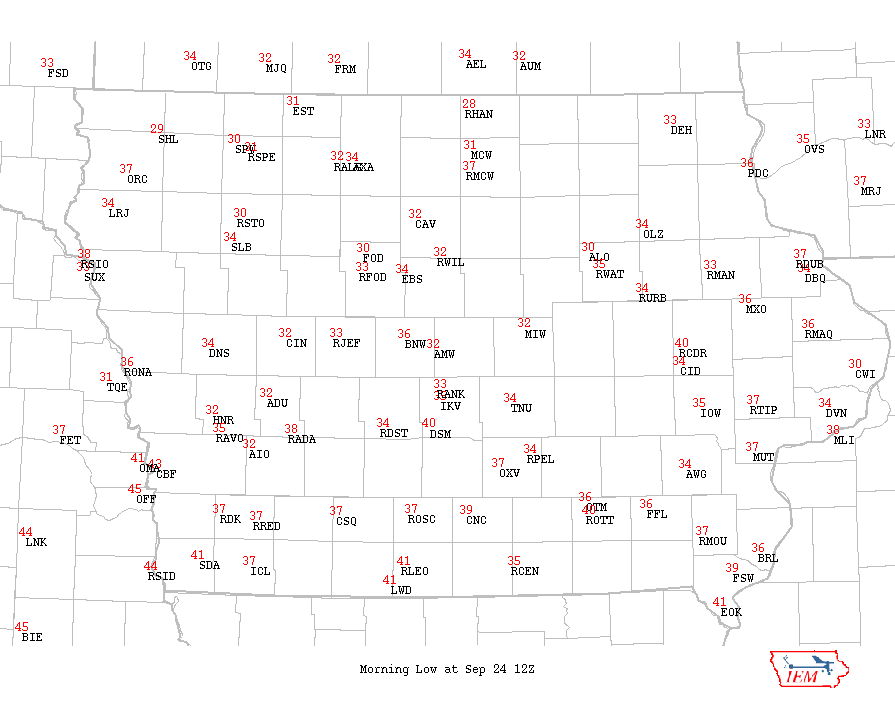 33 FSD
34 OTG
32 MJQ
32 FRM
34 AEL
32 AUM
31 EST
28 RHAN
33 DEH
33 LNR
29 SHL
30 SPW
31 RSPE
35 OVS
31 MCW
37 RMCW
32 RALG
34 AXA
36 PDC
37 ORC
37 MRJ
34 LRJ
30 RSTO
32 CAV
34 OLZ
34 SLB
30 FOD
32 RWIL
30 ALO
38 RSIO
SUX
33 RFOD
34 EBS
35 RWAT
33 RMAN
37 RDUB
34 DBQ
34 RURB
36 MXO
34 DNS
32 CIN
33 RJEF
36 BNW
32 AMW
32 MIW
36 RMAQ
40 RCDR
34 CID
36 RONA
31 TQE
30 CWI
32 ADU
33 RANK
IKV
34 TNU
35 IOW
37 RTIP
34 DVN
32 HNR
35 RAVO
38 RADA
34 RDST
40 DSM
38 MLI
37 FET
32 AIO
34 RPEL
37 MUT
41 OMA
43 CBF
37 OXV
34 AWG
45 OFF
37 RDK
37 RRED
37 CSQ
37 ROSC
39 CNC
36 OTM
40 ROTT
36 FFL
44 LNK
37 RMOU
44 RSID
41 SDA
37 ICL
41 RLEO
35 RCEN
36 BRL
39 FSW
41 LWD
41 EOK
45 BIE
Morning Low at Sep 24 12Z
IEM